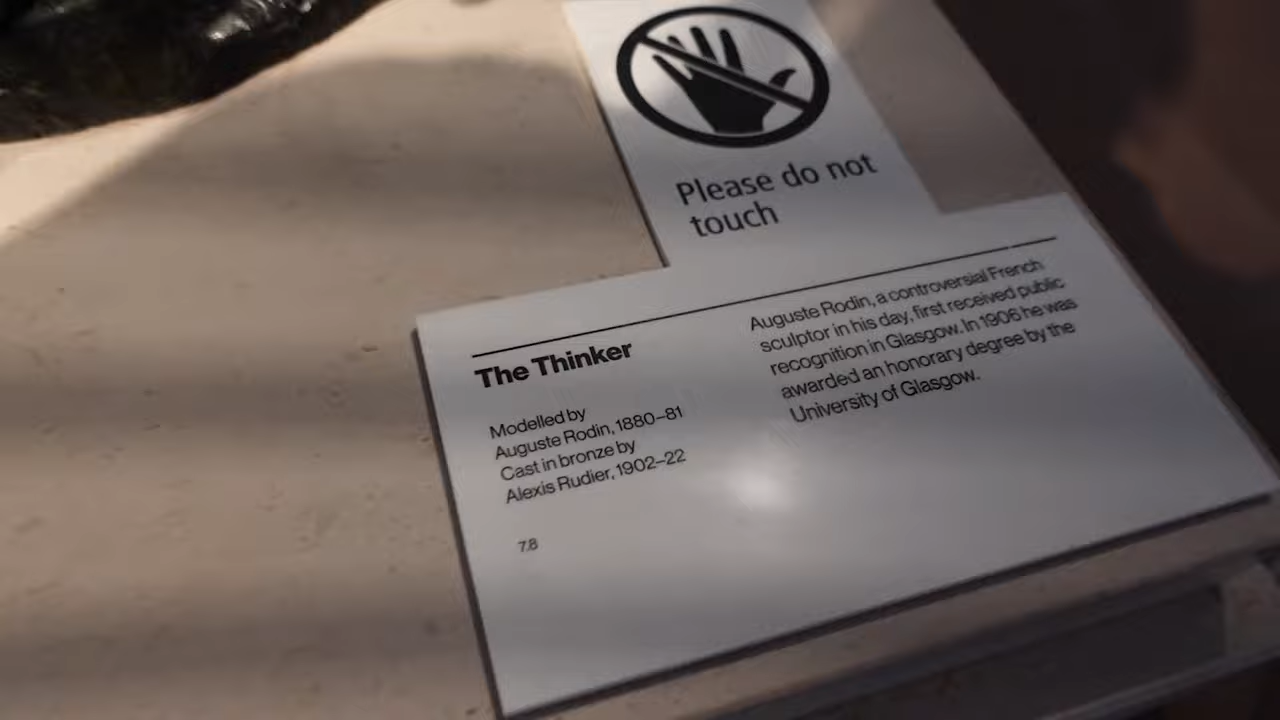 Please do not
touch
The Thinker
Modelled by
Auguste Rodin, 1880–81
Cast in bronze by
Alexis Rudier, 1902–22
7.8
Auguste Rodin, a controversial French
sculptor in his day, first received public
recognition in Glasgow. In 1906 he was
awarded an honorary degree by the
University of Glasgow.